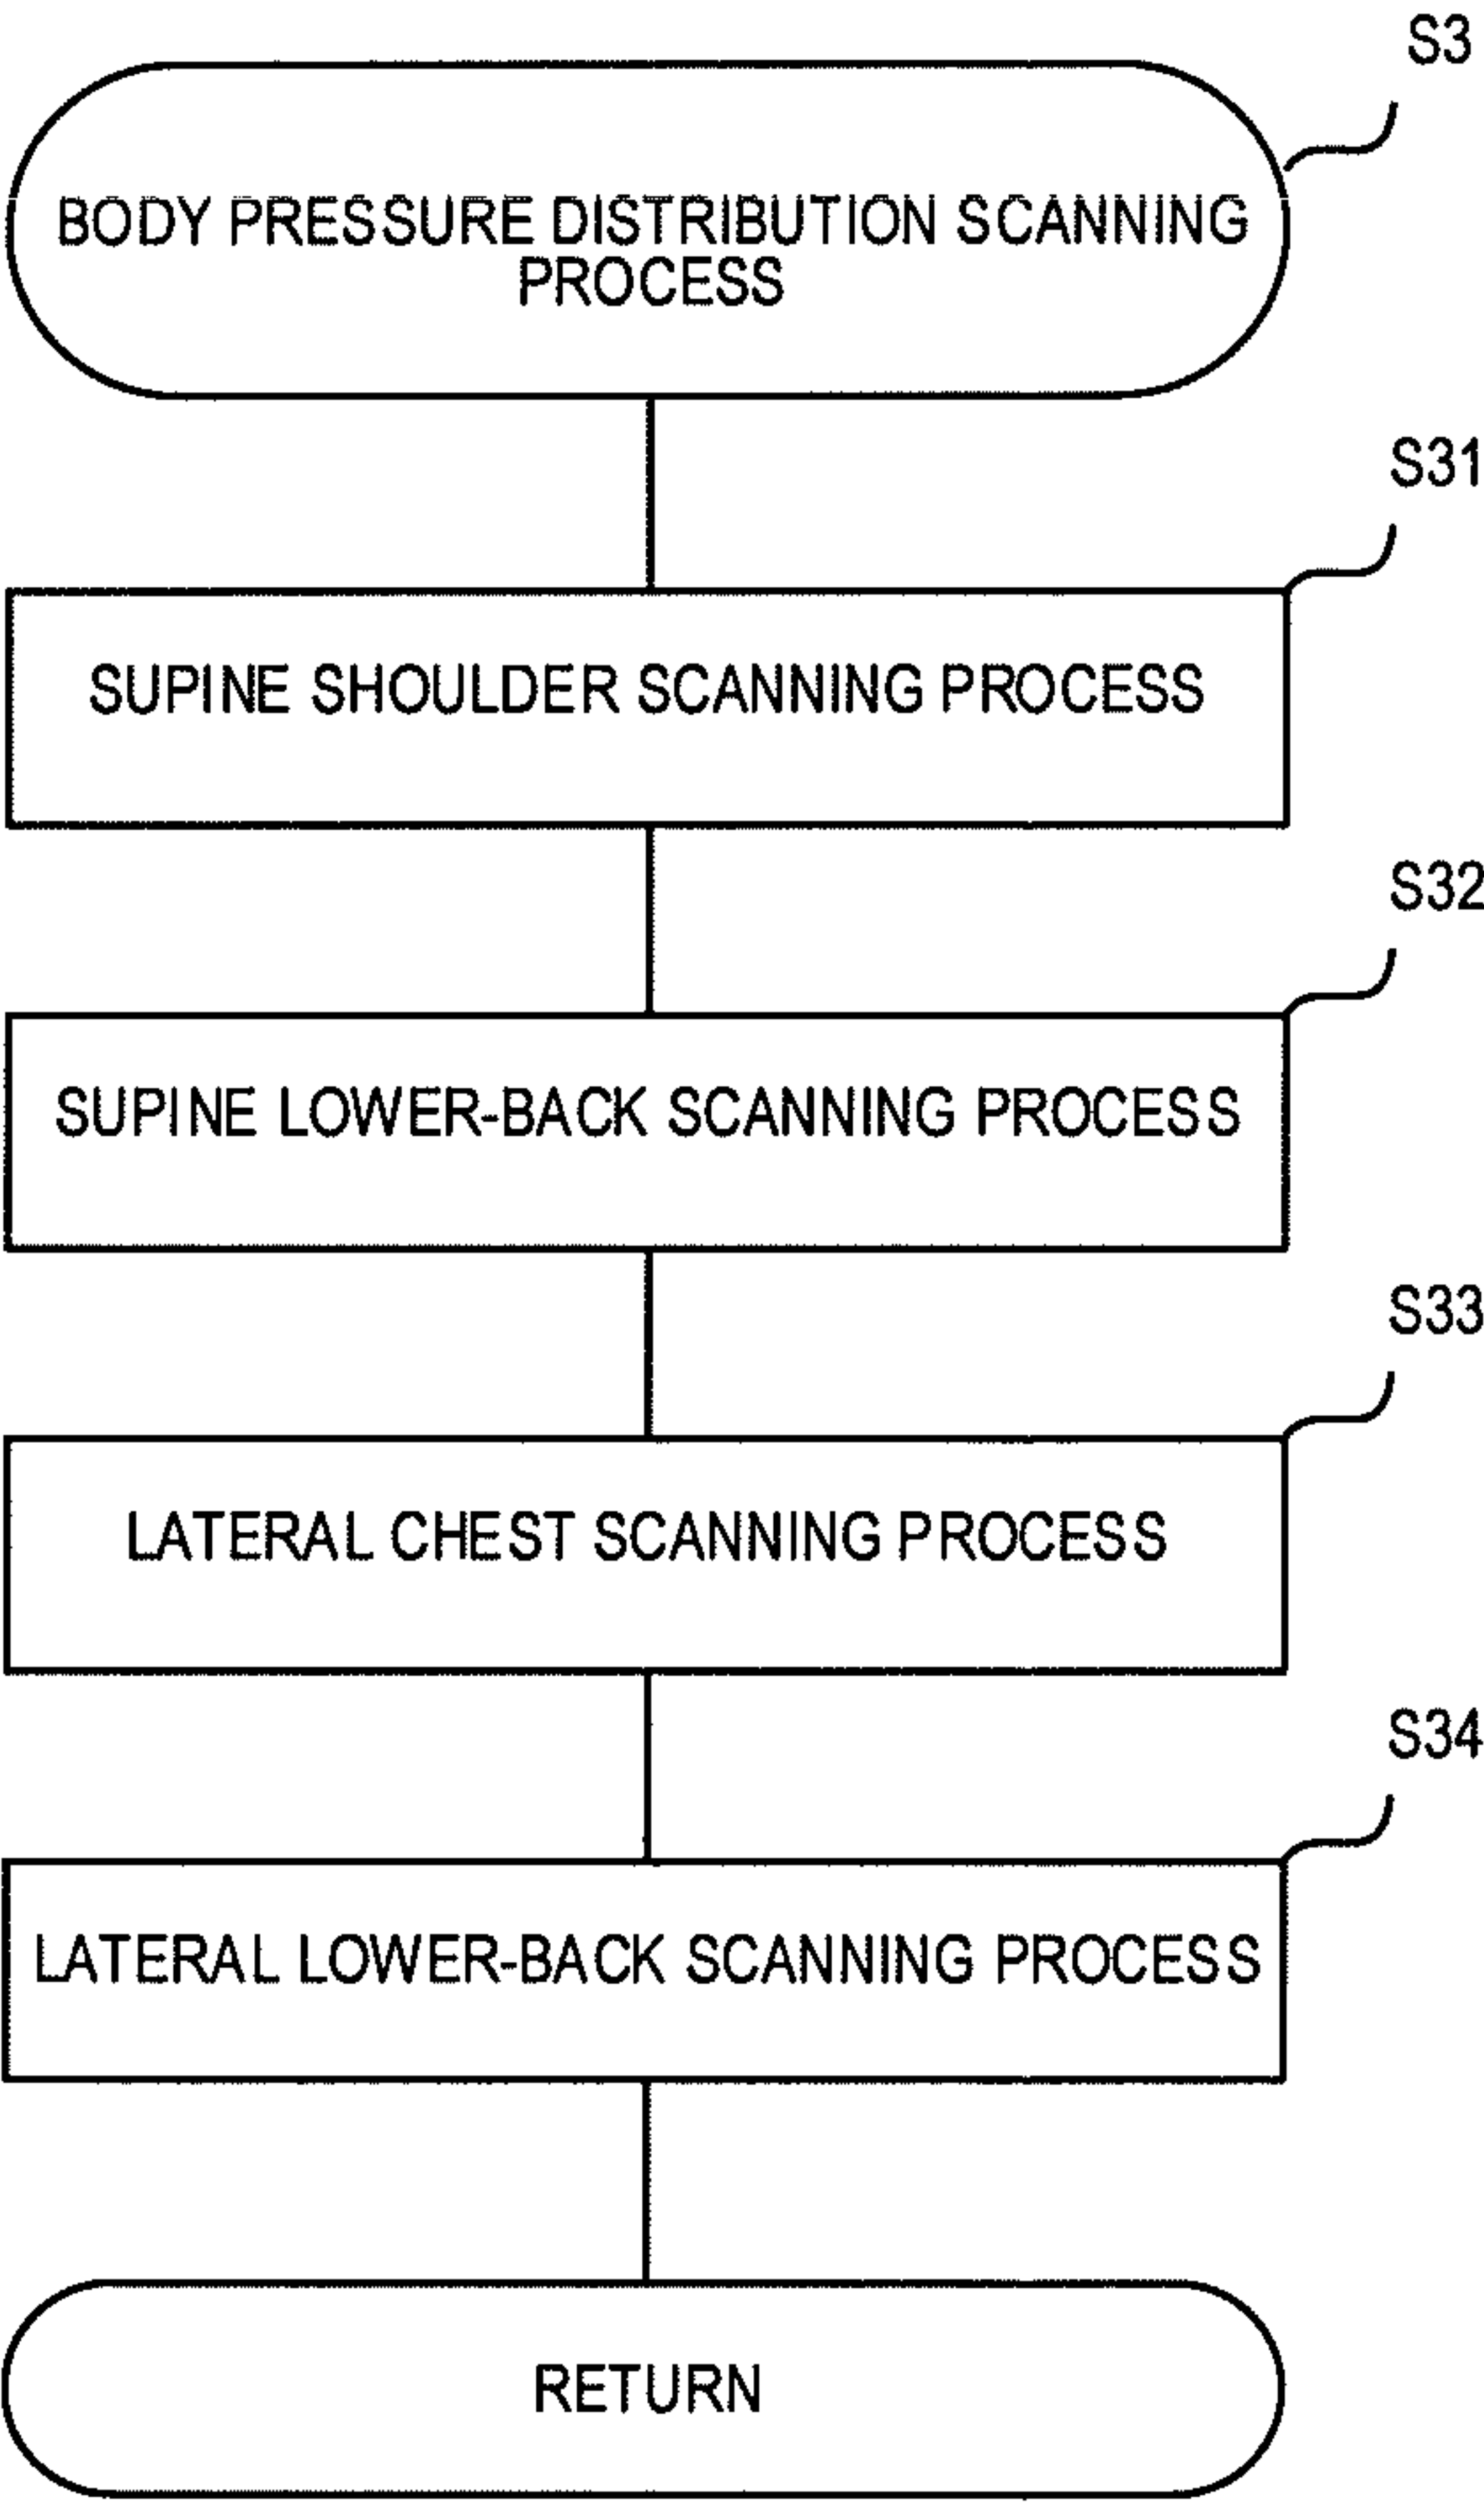 S3
BODY PRESSURE DISTRIBUTION SCANNING
PROCESS
S31
SUPINE SHOULDER SCANNING PROCESS
S32
SUPINE LOWER-BACK SCANNING PROCESS
S33
LATERAL CHEST SCANNING PROCESS
S34
LATERAL LOWER-BACK SCANNING PROCESS
RETURN